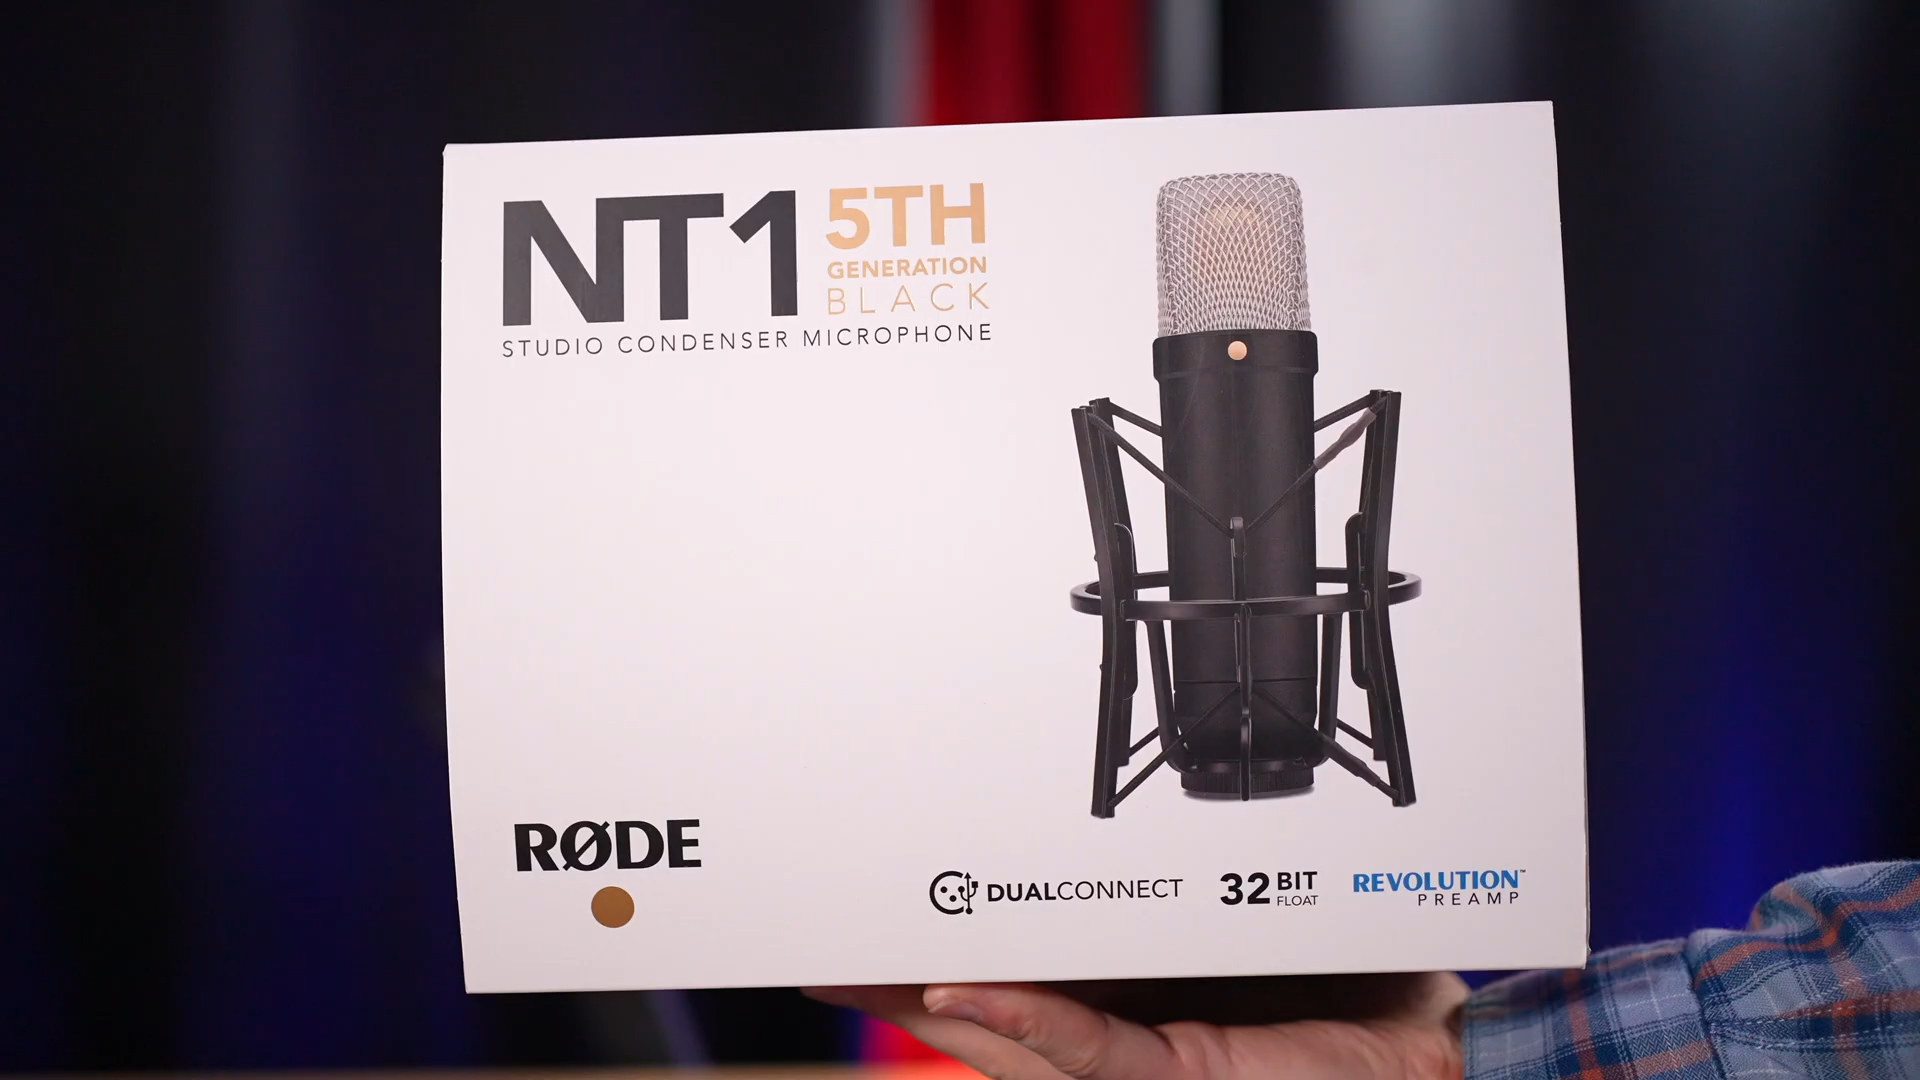 NT1 5TH
GENERATION
BLACK
STUDIO CONDENSER MICROPHONE
RØDE
DUALCONNECT
32 BIT
FLOAT
REVOLUTION™
PREAMP